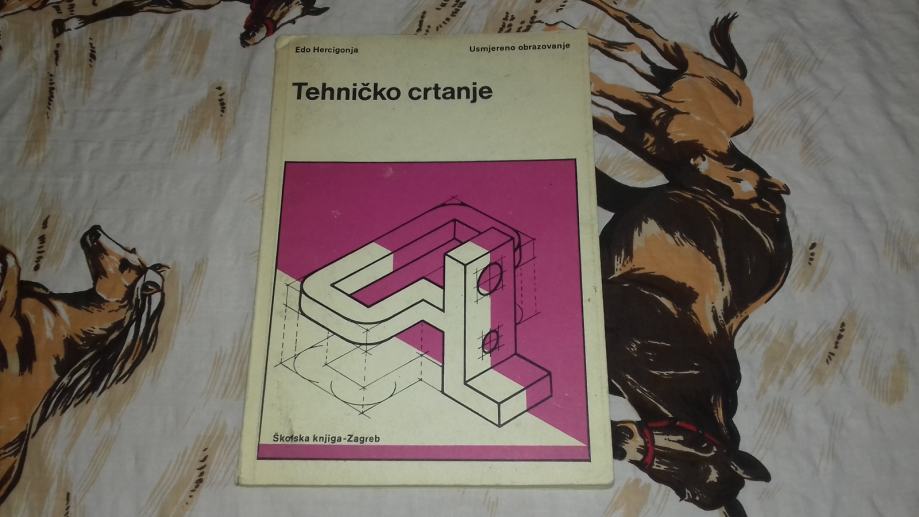 Edo Hercigonja Usmjereno obrazovanje
Tehničko crtanje
Školska knjiga-Zagreb